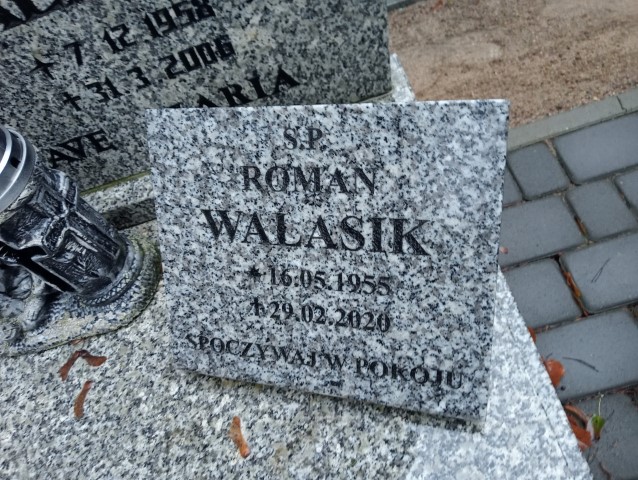 * 7 12 1958
+ 31 3 2006
AVE MARIA
S.P.
ROMAN
WALASIK
* 16.05.1955
† 29.02.2020
SPOCZYWAJ W POKOJU